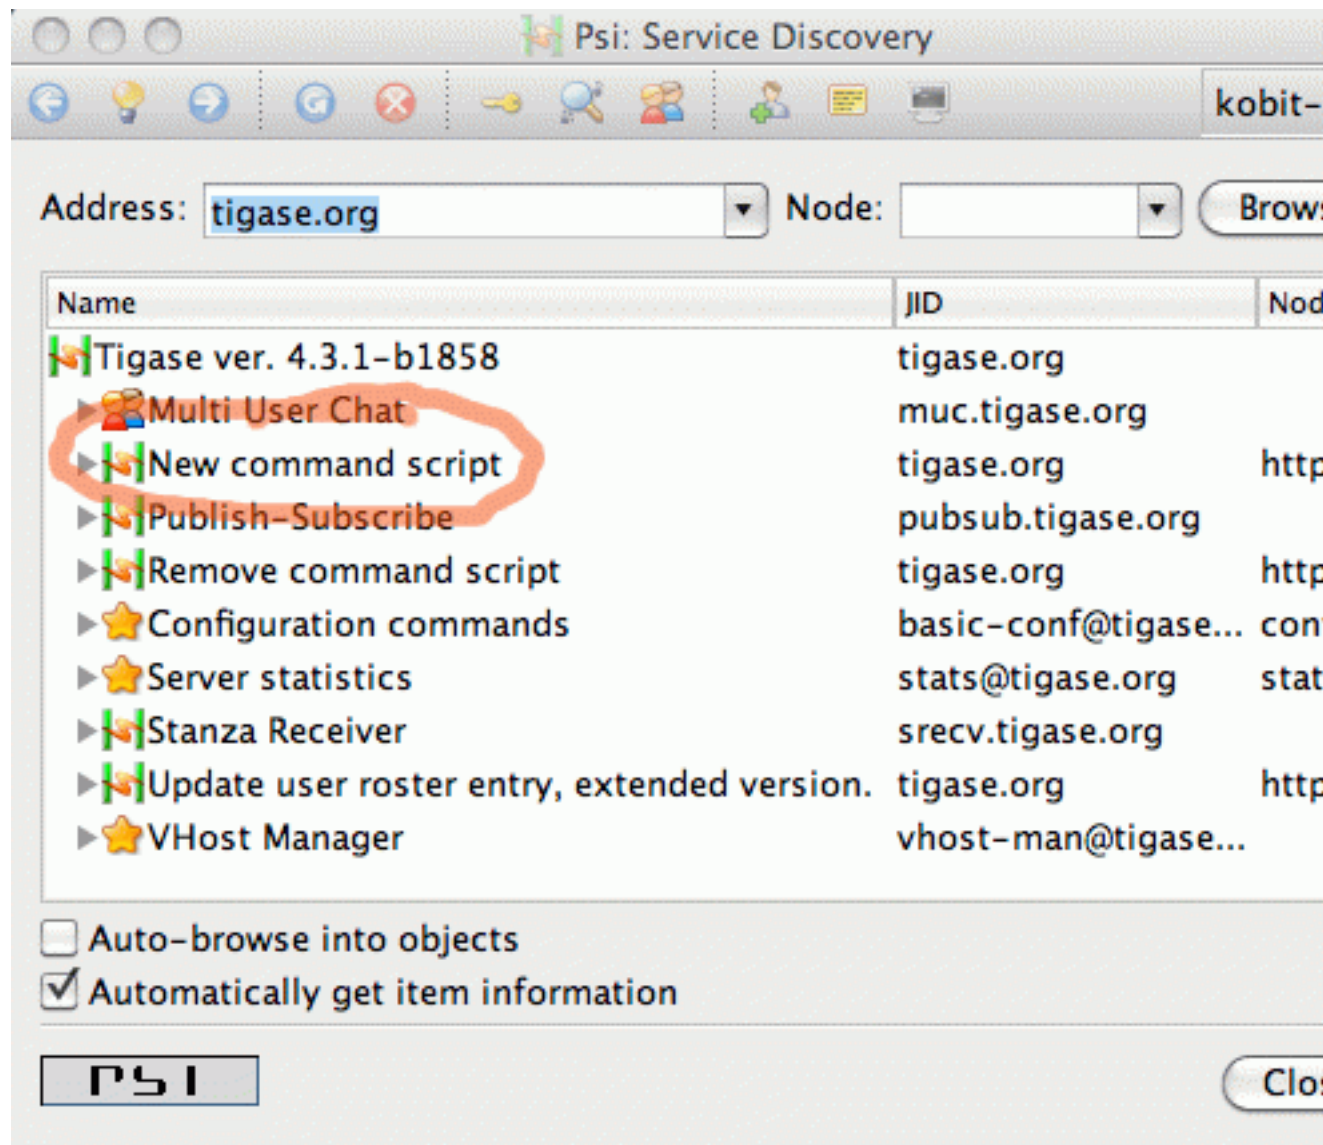 Psi: Service Discovery
kobit-
Address: tigase.org Node: Brows
Name JID Nod
Tigase ver. 4.3.1-b1858 tigase.org
Multi User Chat muc.tigase.org
New command script tigase.org http
Publish-Subscribe pubsub.tigase.org
Remove command script tigase.org http
Configuration commands basic-conf@tigase... con
Server statistics stats@tigase.org stat
Stanza Receiver srecv.tigase.org
Update user roster entry, extended version. tigase.org http
VHost Manager vhost-man@tigase...
Auto-browse into objects
Automatically get item information
PSI Clos